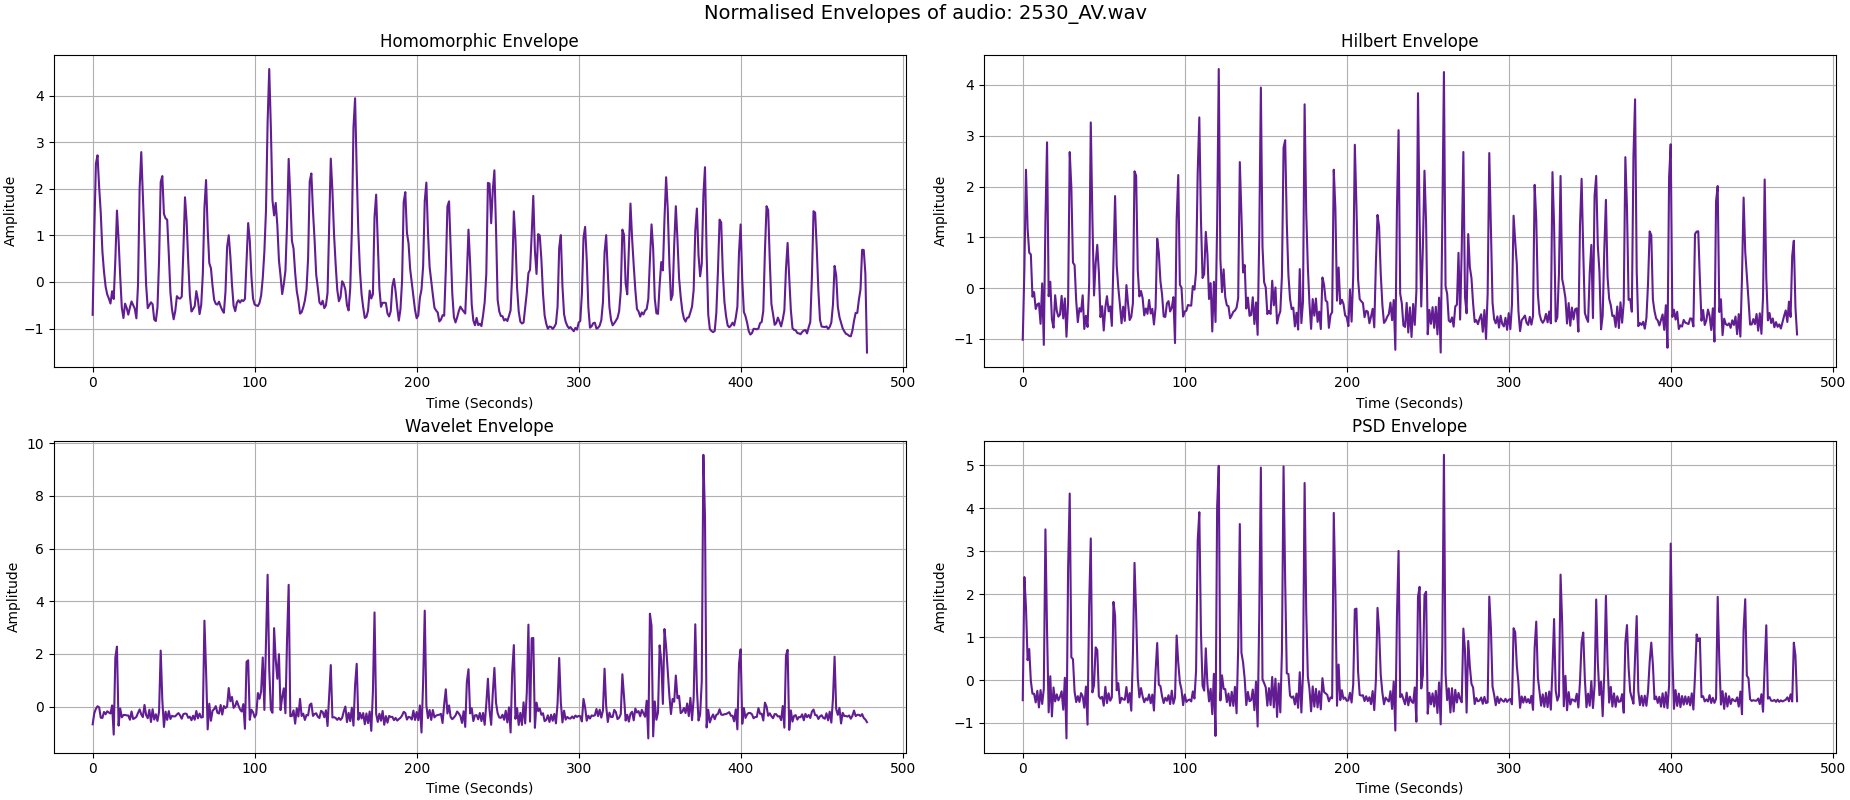 Normalised Envelopes of audio: 2530_AV.wav
Homomorphic Envelope
Amplitude
4
3
2
1
0
−1
0 100 200 300 400 500
Time (Seconds)
Hilbert Envelope
Amplitude
4
3
2
1
0
−1
0 100 200 300 400 500
Time (Seconds)
Wavelet Envelope
Amplitude
10
8
6
4
2
0
0 100 200 300 400 500
Time (Seconds)
PSD Envelope
Amplitude
5
4
3
2
1
0
−1
0 100 200 300 400 500
Time (Seconds)